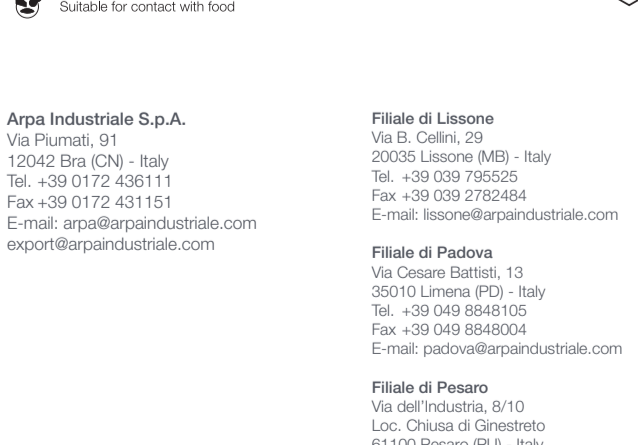 Suitable for contact with food
Arpa Industriale S.p.A.
Via Piumati, 91
12042 Bra (CN) - Italy
Tel. +39 0172 436111
Fax +39 0172 431151
E-mail: arpa@arpaindustriale.com
export@arpaindustriale.com
Filiale di Lissone
Via B. Cellini, 29
20035 Lissone (MB) - Italy
Tel. +39 039 795525
Fax +39 039 2782484
E-mail: lissone@arpaindustriale.com
Filiale di Padova
Via Cesare Battisti, 13
35010 Limena (PD) - Italy
Tel. +39 049 8848105
Fax +39 049 8848004
E-mail: padova@arpaindustriale.com
Filiale di Pesaro
Via dell'Industria, 8/10
Loc. Chiusa di Ginestreto
61100 Pesaro (PU) - Italy